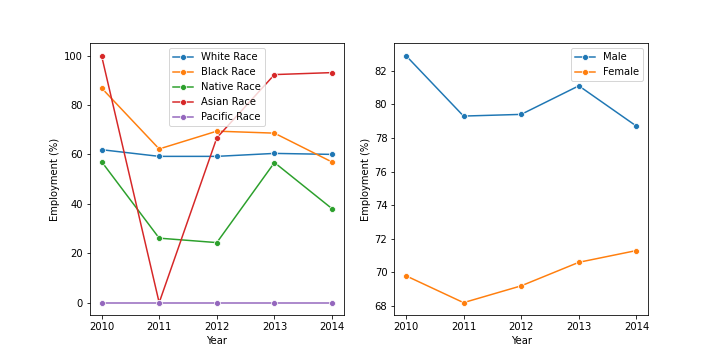 Employment (%)
100
80
60
40
20
0
White Race
Black Race
Native Race
Asian Race
Pacific Race
2010 2011 2012 2013 2014
Year
Employment (%)
82
80
78
76
74
72
70
68
Male
Female
2010 2011 2012 2013 2014
Year